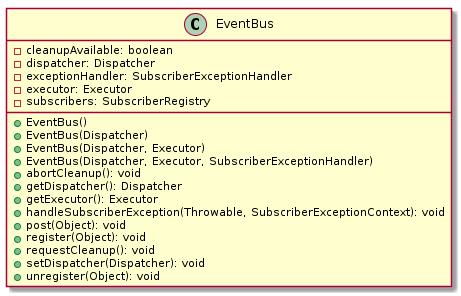 C EventBus
cleanupAvailable: boolean
dispatcher: Dispatcher
exceptionHandler: SubscriberExceptionHandler
executor: Executor
subscribers: SubscriberRegistry
EventBus()
EventBus(Dispatcher)
EventBus(Dispatcher, Executor)
EventBus(Dispatcher, Executor, SubscriberExceptionHandler)
abortCleanup(): void
getDispatcher(): Dispatcher
getExecutor(): Executor
handleSubscriberException(Throwable, SubscriberExceptionContext): void
post(Object): void
register(Object): void
requestCleanup(): void
setDispatcher(Dispatcher): void
unregister(Object): void